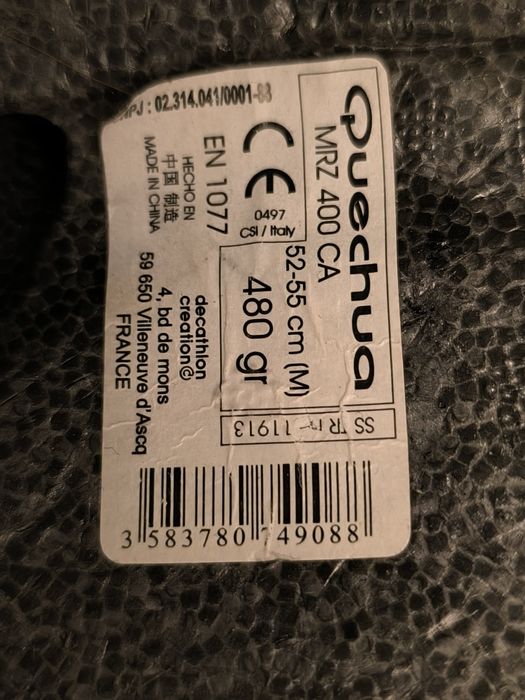 Quechua
MRZ 400 CA
52-55 cm (M)
480 gr
CE
0497
CSI / Italy
EN 1077
HECHO EN
中国 制造
MADE IN CHINA
CNPJ : 02.314.041/0001-88
decathlon
creation©
4, bd de mons
59 650 Villeneuve d'Ascq
FRANCE
11913
3 583780 749088